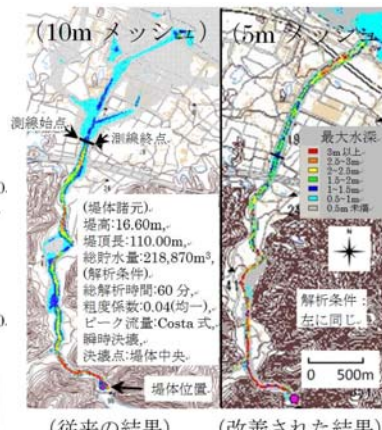 (10m メッシュ)
(5m メッシュ)
測線始点
測線終点
(堤体諸元)
堤高:16.60m,
堤頂長:110.00m,
総貯水量:218,870m³,
(解析条件)
総解析時間:60 分,
粗度係数:0.04(均一),
ピーク流量:Costa 式,
瞬時決壊,
決壊点:堤体中央
堤体位置
最大水深
3m 以上
2.5-3m
2-2.5m
1.5-2m
1-1.5m
0.5-1m
0.5m 未満
解析条件:
左に同じ
0 500m
(従来の結果)
(改善された結果)